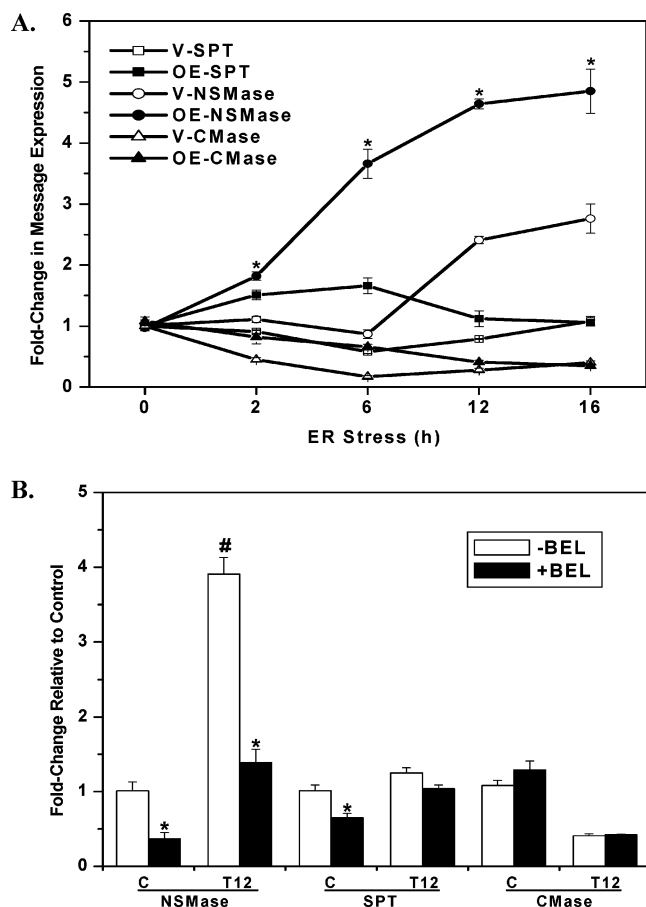 A.
Fold-Change in Message Expression
6
5
4
3
2
1
0
V-SPT
OE-SPT
V-NSMase
OE-NSMase
V-CMase
OE-CMase
*
*
*
*
0 2 6 12 16
ER Stress (h)
B.
Fold-Change Relative to Control
5
4
3
2
1
0
-BEL
+BEL
#
*
*
*
C T12 C T12 C T12
NSMase SPT CMase